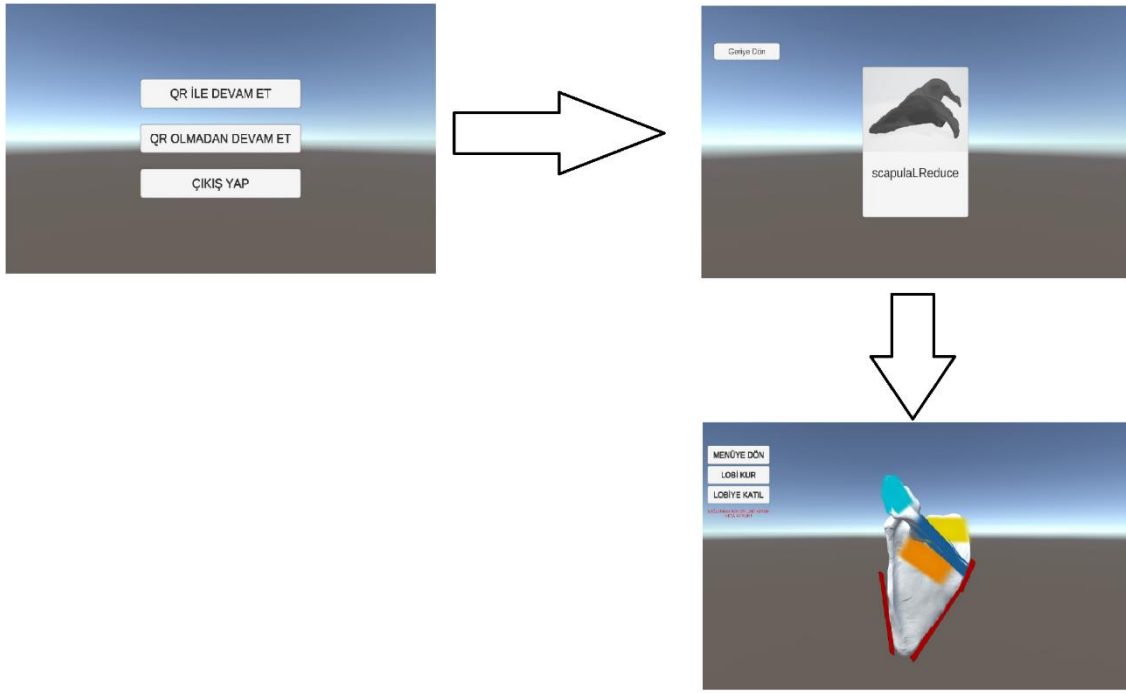 QR İLE DEVAM ET
QR OLMADAN DEVAM ET
ÇIKIŞ YAP
Gerişe Dön
scapulaLReduce
MENÜYE DÖN
LOBİ KUR
LOBİYE KATIL